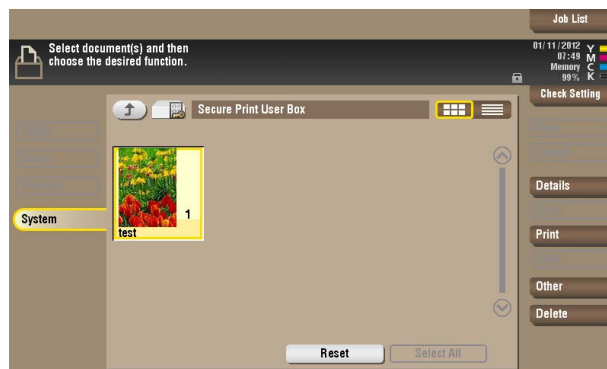 Job List
Select document(s) and then
choose the desired function.
01/11/2012
07:49
Memory
99%
Y
M
C
K
Check Setting
Secure Print User Box
1
test
System
Details
Print
Other
Delete
Reset
Select All